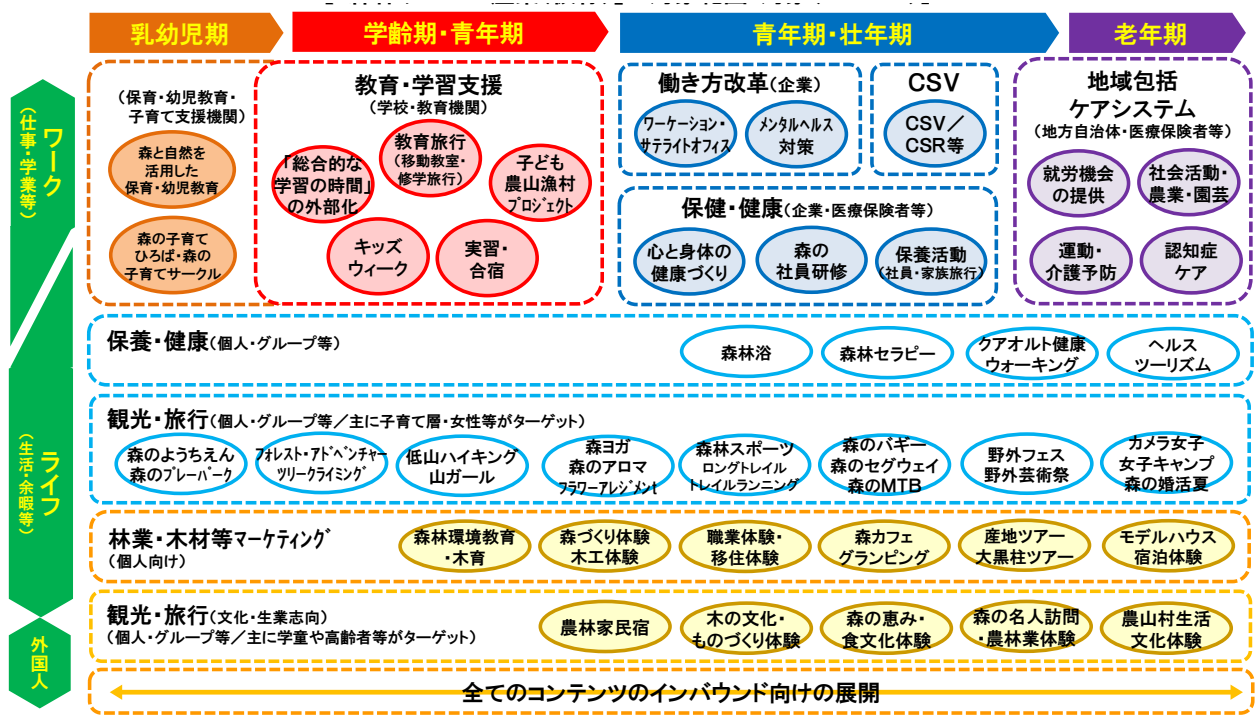 乳幼児期
学齢期・青年期
青年期・壮年期
老年期
ワーク
(仕事・学業等)
ライフ
(生活・余暇等)
外国人
(保育・幼児教育・
子育て支援機関)
森と自然を
活用した
保育・幼児教育
森の子育て
ひろば・森の
子育てサークル
教育・学習支援
(学校・教育機関)
「総合的な
学習の時間」
の外部化
教育旅行
(移動教室・
修学旅行)
子ども
農山漁村
プロジェクト
キッズ
ウィーク
実習・
合宿
働き方改革(企業)
ワーケーション・
サテライトオフィス
メンタルヘルス
対策
CSV
CSV/
CSR等
保健・健康(企業・医療保険者等)
心と身体の
健康づくり
森の
社員研修
保養活動
(社員・家族旅行)
地域包括
ケアシステム
(地方自治体・医療保険者等)
就労機会
の提供
社会活動・
農業・園芸
運動・
介護予防
認知症
ケア
保養・健康(個人・グループ等)
森林浴
森林セラピー
クアオルト健康
ウォーキング
ヘルス
ツーリズム
観光・旅行(個人・グループ等/主に子育て層・女性等がターゲット)
森のようちえん
森のプレーパーク
フォレスト・アドベンチャー
ツリークライミング
低山ハイキング
山ガール
森ヨガ
森のアロマ
フラワーアレンジメント
森林スポーツ
ロングトレイル
トレイルランニング
森のバギー
森のセグウェイ
森のMTB
野外フェス
野外芸術祭
カメラ女子
女子キャンプ
森の婚活夏
林業・木材等マーケティング
(個人向け)
森林環境教育
・木育
森づくり体験
木工体験
職業体験・
移住体験
森カフェ
グランピング
産地ツアー
大黒柱ツアー
モデルハウス
宿泊体験
観光・旅行(文化・生業志向)
(個人・グループ等/主に学童や高齢者等がターゲット)
農林家民宿
木の文化・
ものづくり体験
森の恵み・
食文化体験
森の名人訪問
・農林業体験
農山村生活
文化体験
全てのコンテンツのインバウンド向けの展開